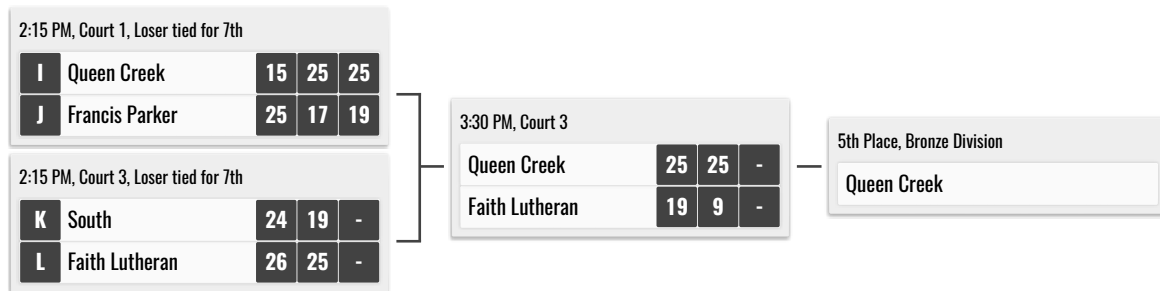 2:15 PM, Court 1, Loser tied for 7th
I Queen Creek 15 25 25
J Francis Parker 25 17 19
2:15 PM, Court 3, Loser tied for 7th
K South 24 19 -
L Faith Lutheran 26 25 -
3:30 PM, Court 3
Queen Creek 25 25 -
Faith Lutheran 19 9 -
5th Place, Bronze Division
Queen Creek